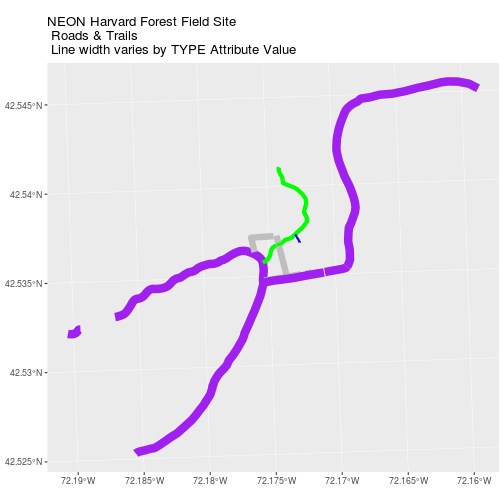 NEON Harvard Forest Field Site
Roads & Trails
Line width varies by TYPE Attribute Value
42.545°N
42.54°N
42.535°N
42.53°N
42.525°N
72.19°W 72.185°W 72.18°W 72.175°W 72.17°W 72.165°W 72.16°W